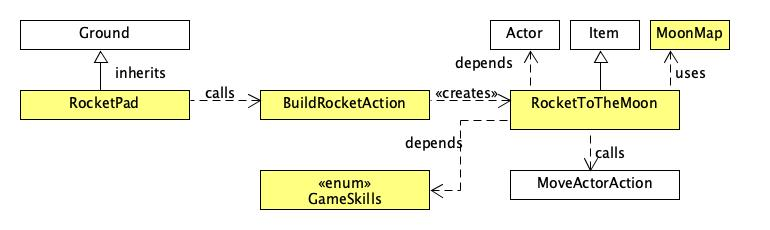 Ground
Actor
Item
MoonMap
depends
inherits
uses
RocketPad
calls
BuildRocketAction
«creates»
RocketToTheMoon
depends
calls
«enum»
GameSkills
MoveActorAction